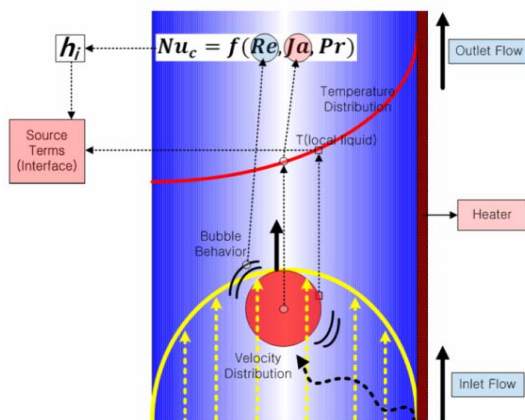 h_i
Nu_c = f(Re, Ja, Pr)
Outlet Flow
Temperature
Distribution
T(local liquid)
Source
Terms
(Interface)
Heater
Bubble
Behavior
Velocity
Distribution
Inlet Flow